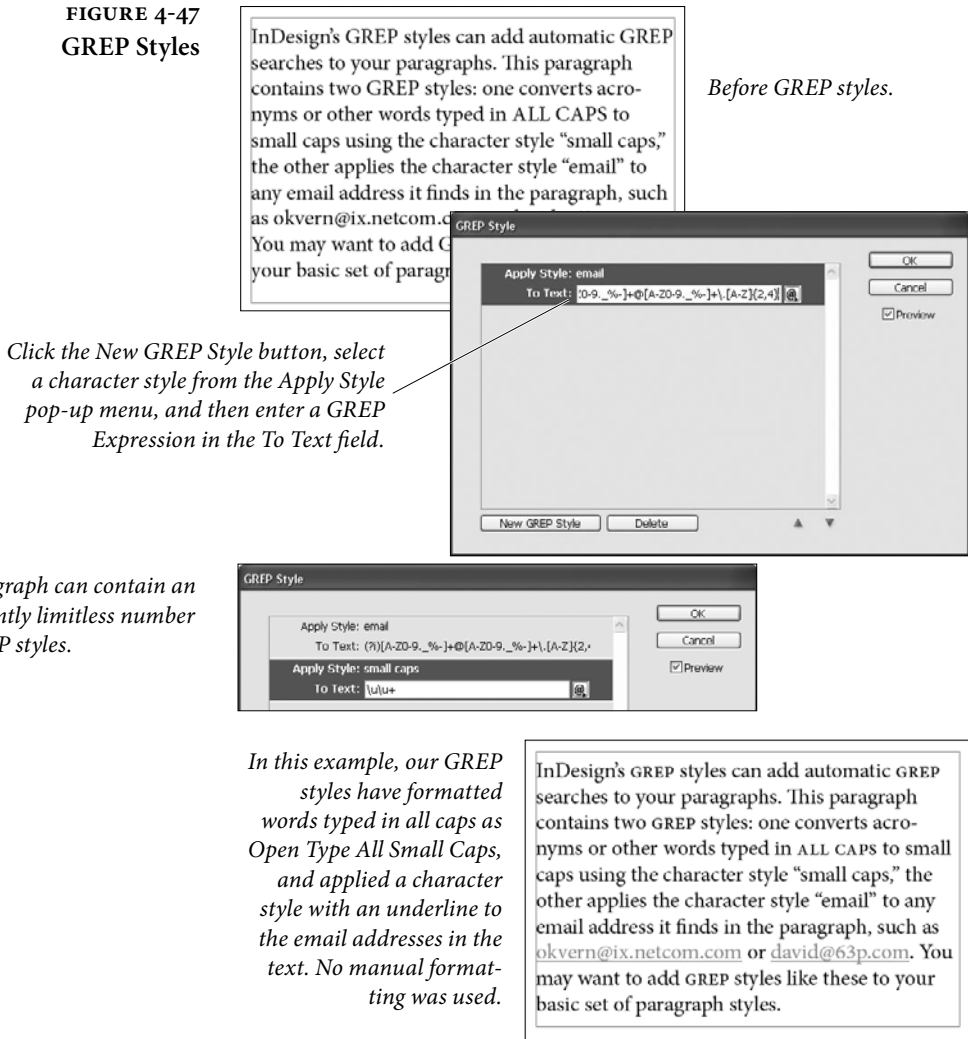 FIGURE 4-47
GREP Styles
InDesign’s GREP styles can add automatic GREP
searches to your paragraphs. This paragraph
contains two GREP styles: one converts acro-
nyms or other words typed in ALL CAPS to
small caps using the character style “small caps,”
the other applies the character style “email” to
any email address it finds in the paragraph, such
as okvern@ix.netcom.c
You may want to add G
your basic set of paragr
Before GREP styles.
GREP Style
Apply Style: email
To Text: 0-9._%-]+@[A-Z0-9._%-]+\.[A-Z]{2,4}
OK
Cancel
Preview
New GREP Style
Delete
Click the New GREP Style button, select
a character style from the Apply Style
pop-up menu, and then enter a GREP
Expression in the To Text field.
graph can contain an
ntly limitless number
P styles.
GREP Style
Apply Style: email
To Text: (?i)[A-Z0-9._%-]+@[A-Z0-9._%-]+\.[A-Z]{2,
Apply Style: small caps
To Text: \u\u+
OK
Cancel
Preview
In this example, our GREP
styles have formatted
words typed in all caps as
Open Type All Small Caps,
and applied a character
style with an underline to
the email addresses in the
text. No manual format-
ting was used.
InDesign’s GREP styles can add automatic GREP
searches to your paragraphs. This paragraph
contains two GREP styles: one converts acro-
nyms or other words typed in ALL CAPS to small
caps using the character style “small caps,” the
other applies the character style “email” to any
email address it finds in the paragraph, such as
okvern@ix.netcom.com or david@63p.com. You
may want to add GREP styles like these to your
basic set of paragraph styles.